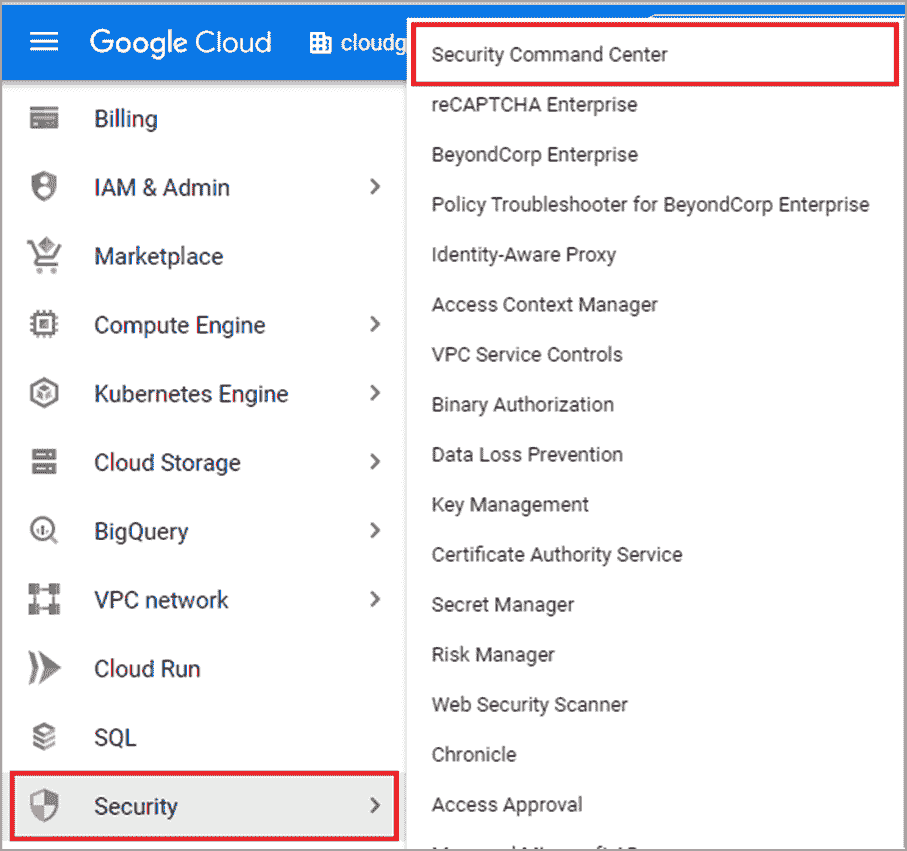 Google Cloud
cloudg
Billing
IAM & Admin
Marketplace
Compute Engine
Kubernetes Engine
Cloud Storage
BigQuery
VPC network
Cloud Run
SQL
Security
Security Command Center
reCAPTCHA Enterprise
BeyondCorp Enterprise
Policy Troubleshooter for BeyondCorp Enterprise
Identity-Aware Proxy
Access Context Manager
VPC Service Controls
Binary Authorization
Data Loss Prevention
Key Management
Certificate Authority Service
Secret Manager
Risk Manager
Web Security Scanner
Chronicle
Access Approval